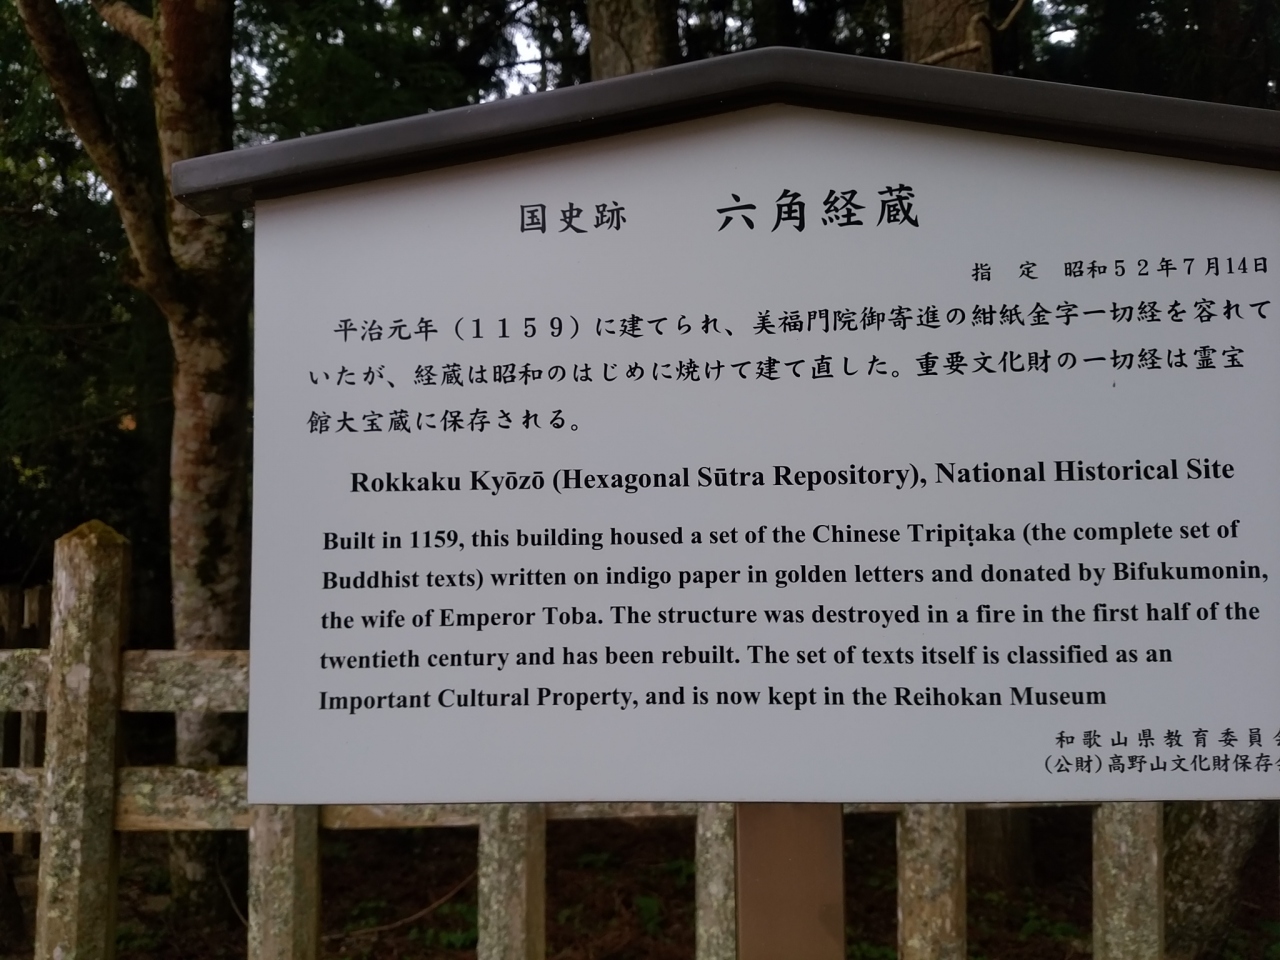 国史跡 六角経蔵
指 定 昭和52年7月14日
平治元年（1159）に建てられ、美福門院御寄進の紺紙金字一切経を容れて
いたが、経蔵は昭和のはじめに焼けて建て直した。重要文化財の一切経は霊宝
館大宝蔵に保存される。
Rokkaku Kyōzō (Hexagonal Sūtra Repository), National Historical Site
Built in 1159, this building housed a set of the Chinese Tripiṭaka (the complete set of
Buddhist texts) written on indigo paper in golden letters and donated by Bifukumonin,
the wife of Emperor Toba. The structure was destroyed in a fire in the first half of the
twentieth century and has been rebuilt. The set of texts itself is classified as an
Important Cultural Property, and is now kept in the Reihokan Museum
和歌山県教育委員会
（公財）高野山文化財保存会